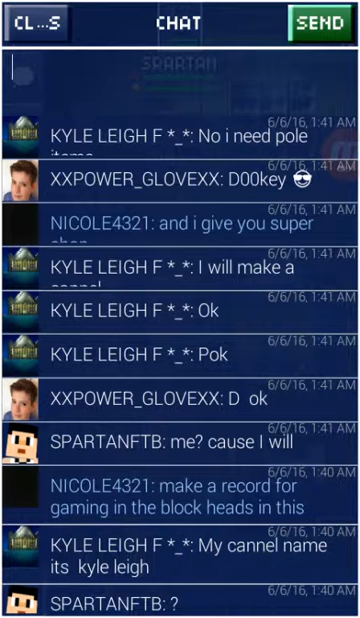 CL...S
CHAT
SEND
SPARTAN
6/6/16, 1:41 AM
KYLE LEIGH F *_*: No i need pole
items
6/6/16, 1:41 AM
XXPOWER_GLOVEXX: D00key 😎
6/6/16, 1:41 AM
NICOLE4321: and i give you super
6/6/16, 1:41 AM
KYLE LEIGH F *_*: I will make a
cannel
6/6/16, 1:41 AM
KYLE LEIGH F *_*: Ok
6/6/16, 1:41 AM
KYLE LEIGH F *_*: Pok
6/6/16, 1:41 AM
XXPOWER_GLOVEXX: D ok
6/6/16, 1:41 AM
SPARTANFTB: me? cause I will
6/6/16, 1:40 AM
NICOLE4321: make a record for
gaming in the block heads in this
6/6/16, 1:40 AM
KYLE LEIGH F *_*: My cannel name
its kyle leigh
6/6/16, 1:40 AM
SPARTANFTB: ?